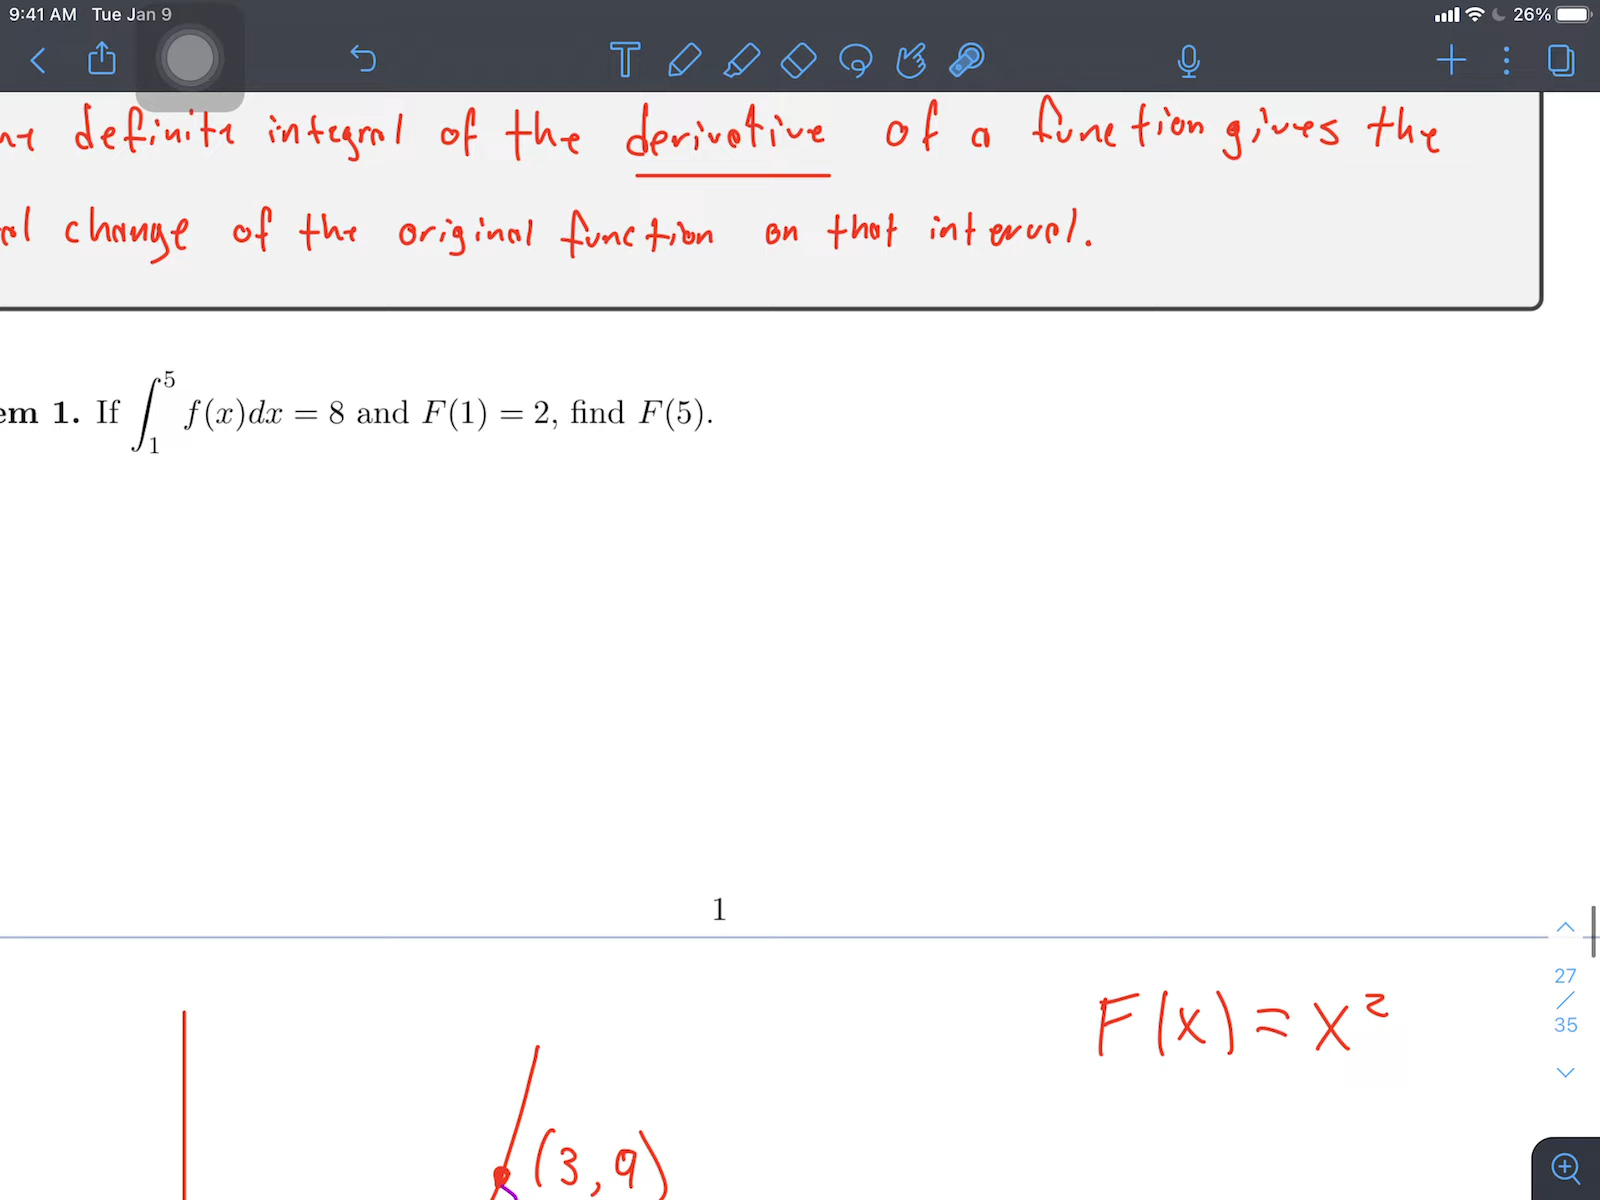 9:41 AM Tue Jan 9 26%
definite integral of the derivative of a function gives the
change of the original function on that interval.
em 1. If ∫₁⁵ f(x)dx = 8 and F(1) = 2, find F(5).
1
27
/
35
F(x) = x²
(3, 9)